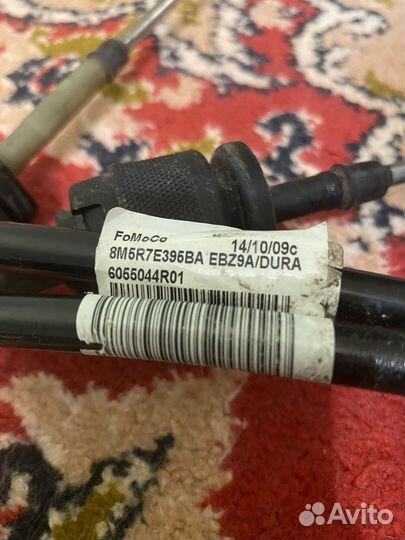 FoMoCo 14/10/09c
8M5R7E395BA EBZ9A/DURA
6055044R01
Avito